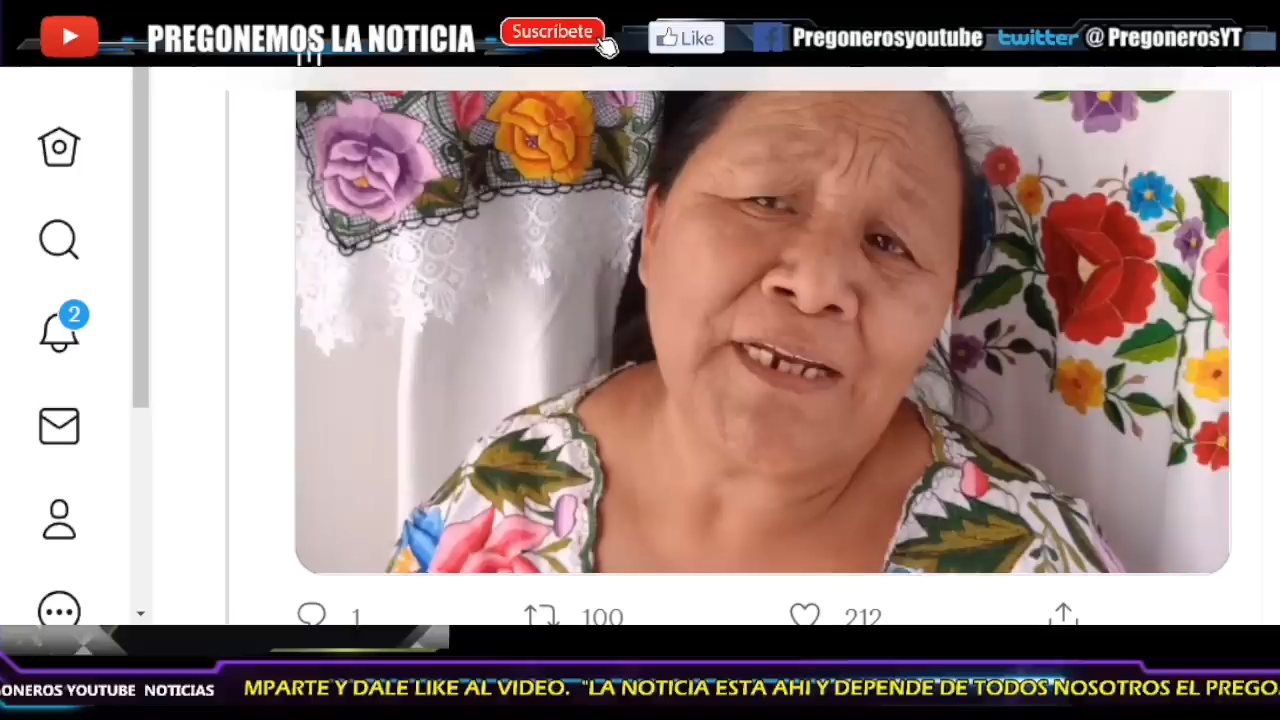 PREGONEMOS LA NOTICIA
Suscríbete
Like
Pregonerosyoutube
twitter @PregonerosYT
2
1
100
212
ONEROS YOUTUBE NOTICIAS
MPARTE Y DALE LIKE AL VIDEO. "LA NOTICIA ESTA AHI Y DEPENDE DE TODOS NOSOTROS EL PREGO